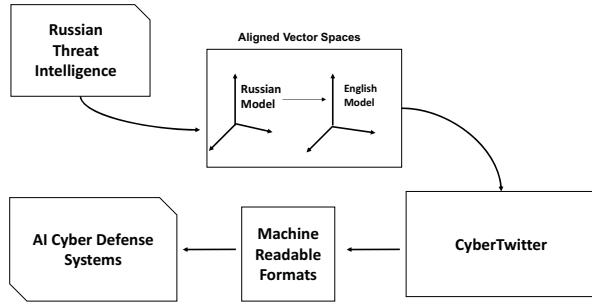 Russian
Threat
Intelligence
Aligned Vector Spaces
Russian
Model
English
Model
CyberTwitter
Machine
Readable
Formats
AI Cyber Defense
Systems